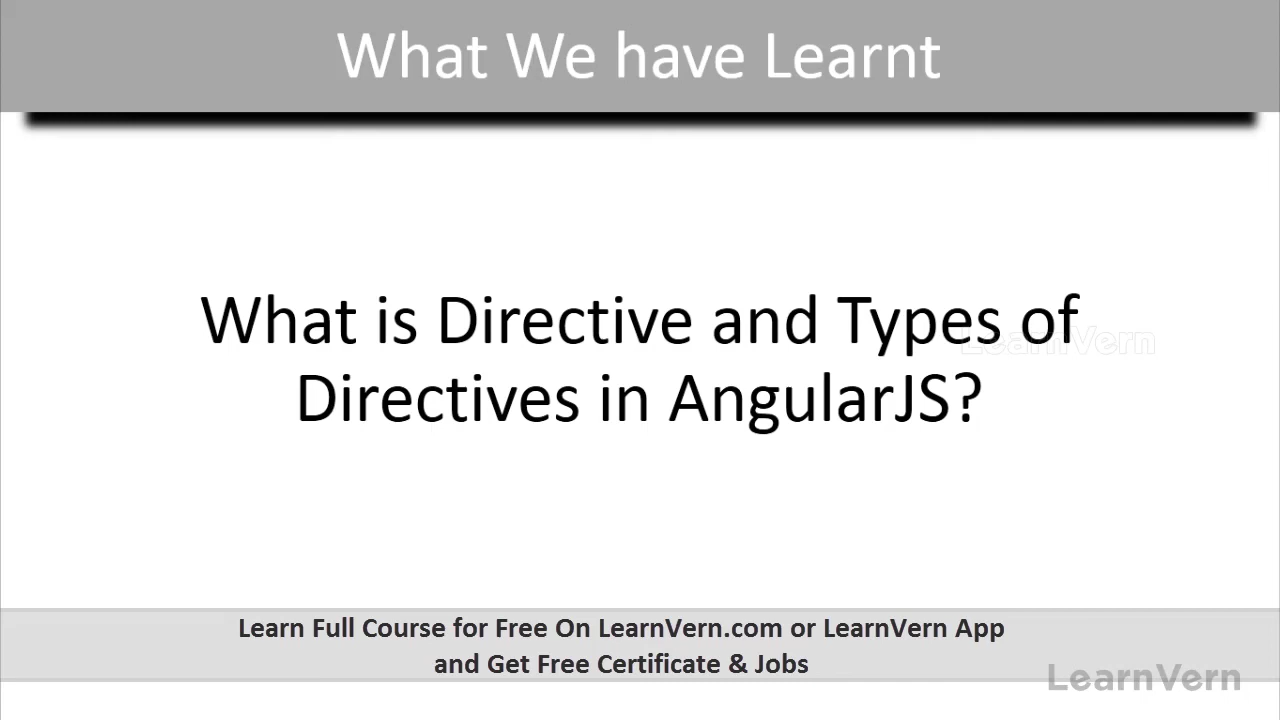 What We have Learnt
What is Directive and Types of
LearnVern
Directives in AngularJS?
Learn Full Course for Free On LearnVern.com or LearnVern App
and Get Free Certificate & Jobs
LearnVern